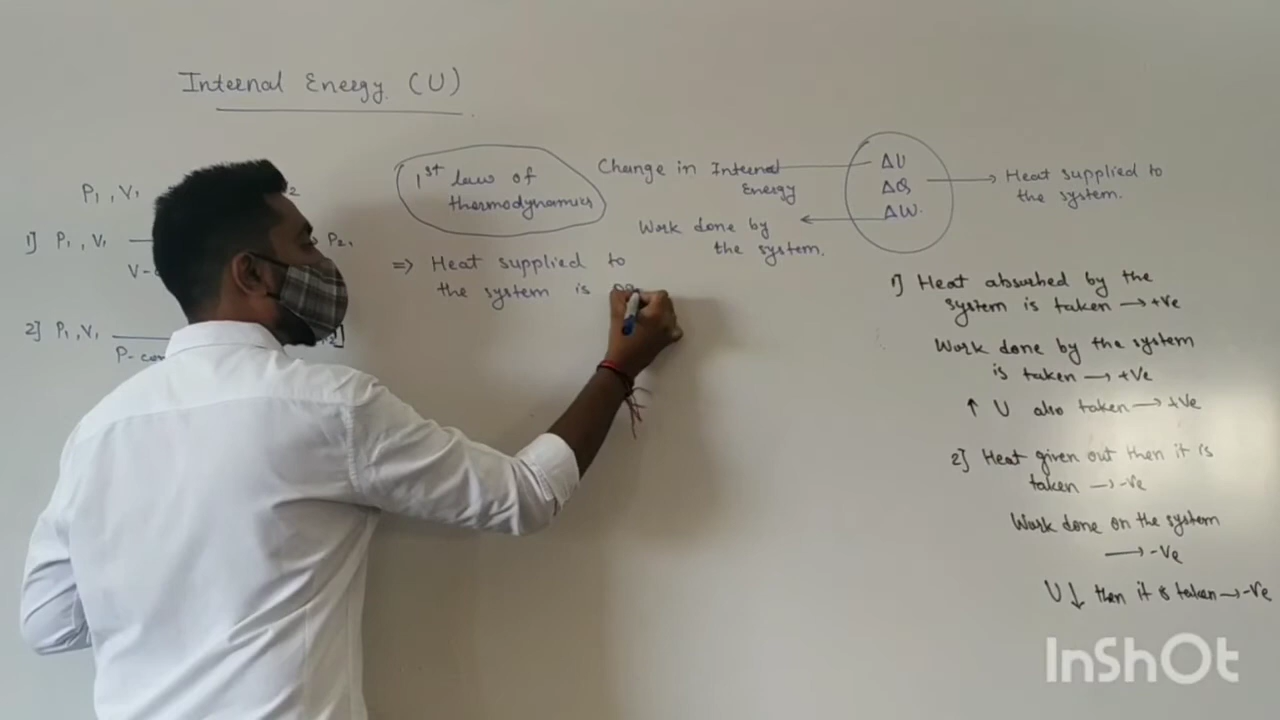 Internal Energy (U)
P₁, V₁
2
1] P₁, V₁ — P₂,
V-
2] P₁, V₁ —
P-con
1st law of
thermodynamics
Change in Internal
Energy
ΔU
ΔQ
ΔW.
Heat supplied to
the system.
Work done by
the system.
=> Heat supplied to
the system is
1] Heat absurbed by the
system is taken → +ve
Work done by the system
is taken → +ve
↑ U also taken → +ve
2] Heat given out then it is
taken → -ve
Work done on the system
→ -ve
U↓ then it is taken → -ve
InShOt